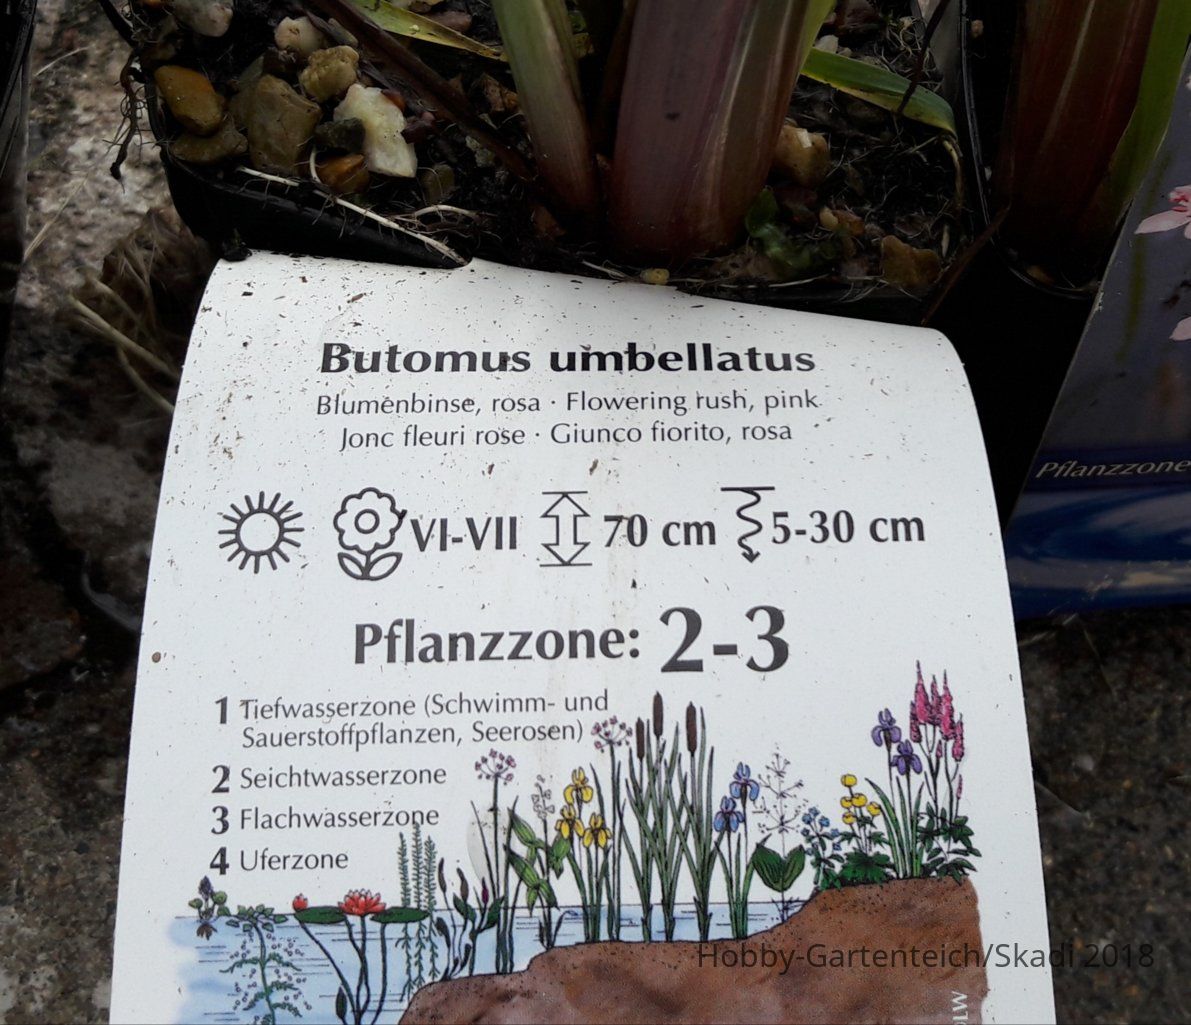 Butomus umbellatus
Blumenbinse, rosa · Flowering rush, pink
Jonc fleuri rose · Giunco fiorito, rosa
VI-VII 70 cm 5-30 cm
Pflanzzone: 2-3
1 Tiefwasserzone (Schwimm- und
Sauerstoffpflanzen, Seerosen)
2 Seichtwasserzone
3 Flachwasserzone
4 Uferzone
Pflanzzone
Hobby-Gartenteich/Skadi 2018